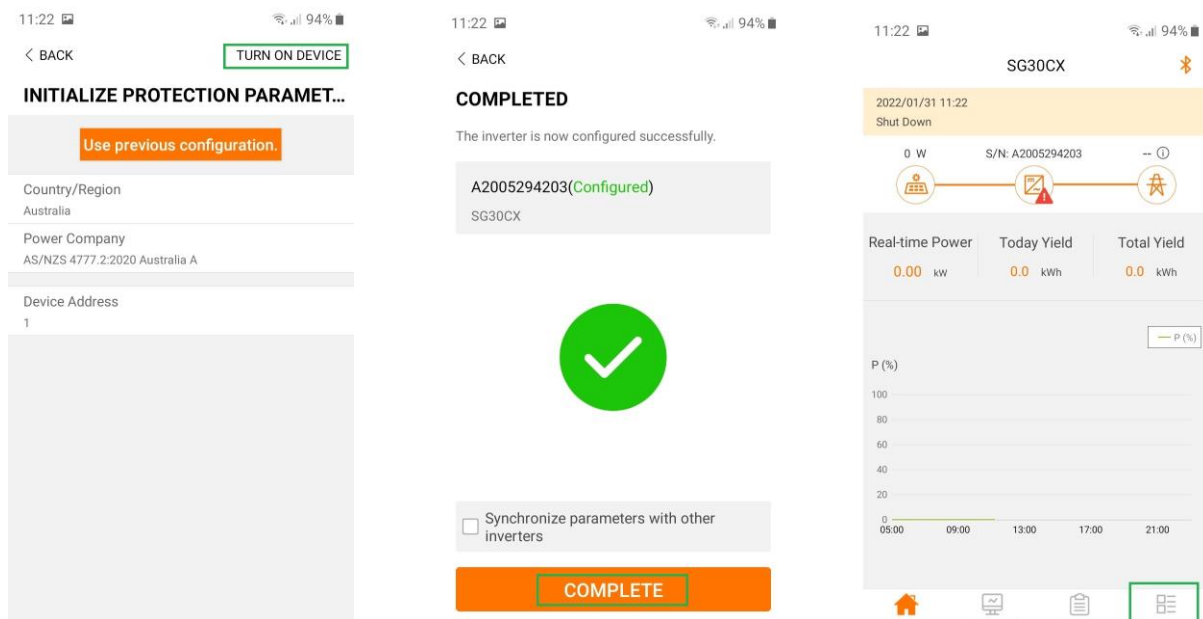 11:22 94%
< BACK TURN ON DEVICE
INITIALIZE PROTECTION PARAMET...
Use previous configuration.
Country/Region
Australia
Power Company
AS/NZS 4777.2:2020 Australia A
Device Address
1
11:22 94%
< BACK
COMPLETED
The inverter is now configured successfully.
A2005294203(Configured)
SG30CX
Synchronize parameters with other
inverters
COMPLETE
11:22 94%
SG30CX
2022/01/31 11:22
Shut Down
0 W S/N: A2005294203 --
Real-time Power Today Yield Total Yield
0.00 kW 0.0 kWh 0.0 kWh
P (%)
P (%)
100
80
60
40
20
0
05:00 09:00 13:00 17:00 21:00